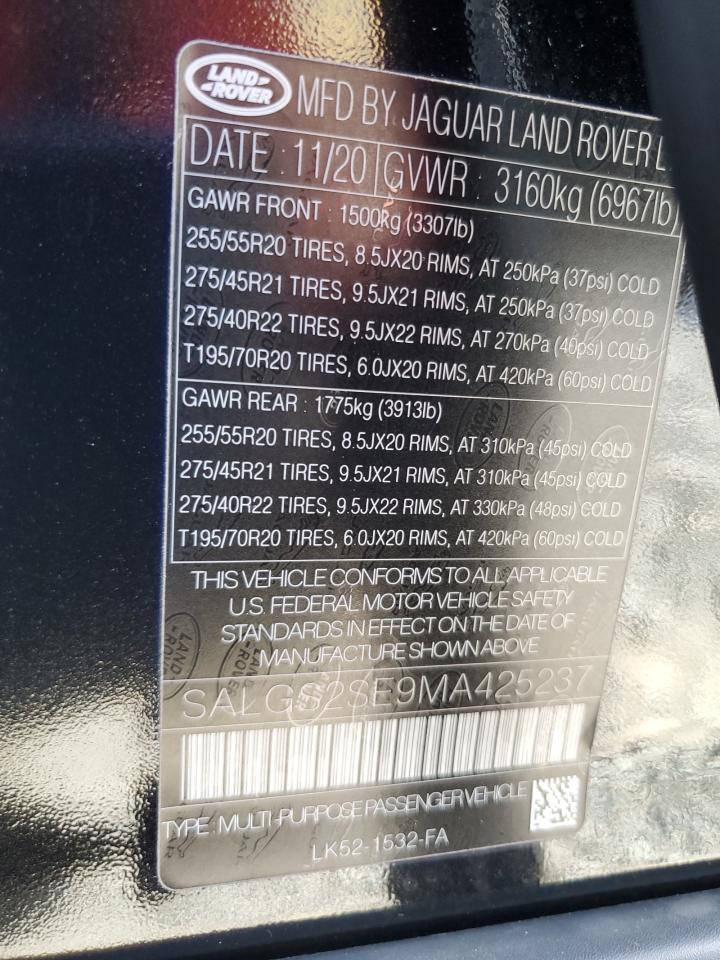 LAND ROVER
MFD BY JAGUAR LAND ROVER L
DATE : 11/20 GVWR : 3160kg (6967lb)
GAWR FRONT : 1500kg (3307lb)
255/55R20 TIRES, 8.5JX20 RIMS, AT 250kPa (37psi) COLD
275/45R21 TIRES, 9.5JX21 RIMS, AT 250kPa (37psi) COLD
275/40R22 TIRES, 9.5JX22 RIMS, AT 270kPa (40psi) COLD
T195/70R20 TIRES, 6.0JX20 RIMS, AT 420kPa (60psi) COLD
GAWR REAR : 1775kg (3913lb)
255/55R20 TIRES, 8.5JX20 RIMS, AT 310kPa (45psi) COLD
275/45R21 TIRES, 9.5JX21 RIMS, AT 310kPa (45psi) COLD
275/40R22 TIRES, 9.5JX22 RIMS, AT 330kPa (48psi) COLD
T195/70R20 TIRES, 6.0JX20 RIMS, AT 420kPa (60psi) COLD
THIS VEHICLE CONFORMS TO ALL APPLICABLE
U.S. FEDERAL MOTOR VEHICLE SAFETY
STANDARDS IN EFFECT ON THE DATE OF
MANUFACTURE SHOWN ABOVE
SALGS2SE9MA425237
TYPE : MULTI-PURPOSE PASSENGER VEHICLE
LK52-1532-FA